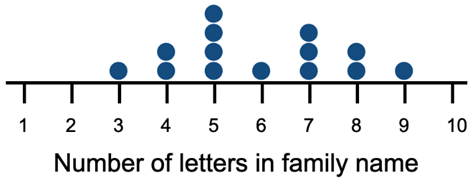 1 2 3 4 5 6 7 8 9 10
Number of letters in family name